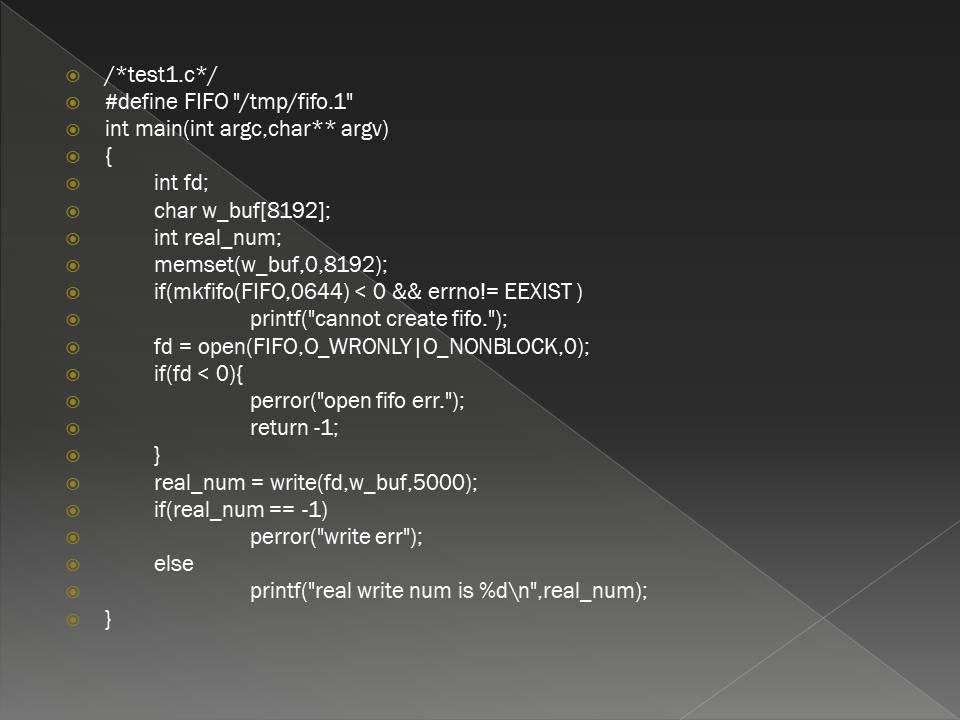 /*test1.c*/
#define FIFO "/tmp/fifo.1"
int main(int argc,char** argv)
{
int fd;
char w_buf[8192];
int real_num;
memset(w_buf,0,8192);
if(mkfifo(FIFO,0644) < 0 && errno!= EEXIST )
printf("cannot create fifo.");
fd = open(FIFO,O_WRONLY|O_NONBLOCK,0);
if(fd < 0){
perror("open fifo err.");
return -1;
}
real_num = write(fd,w_buf,5000);
if(real_num == -1)
perror("write err");
else
printf("real write num is %d\n",real_num);
}